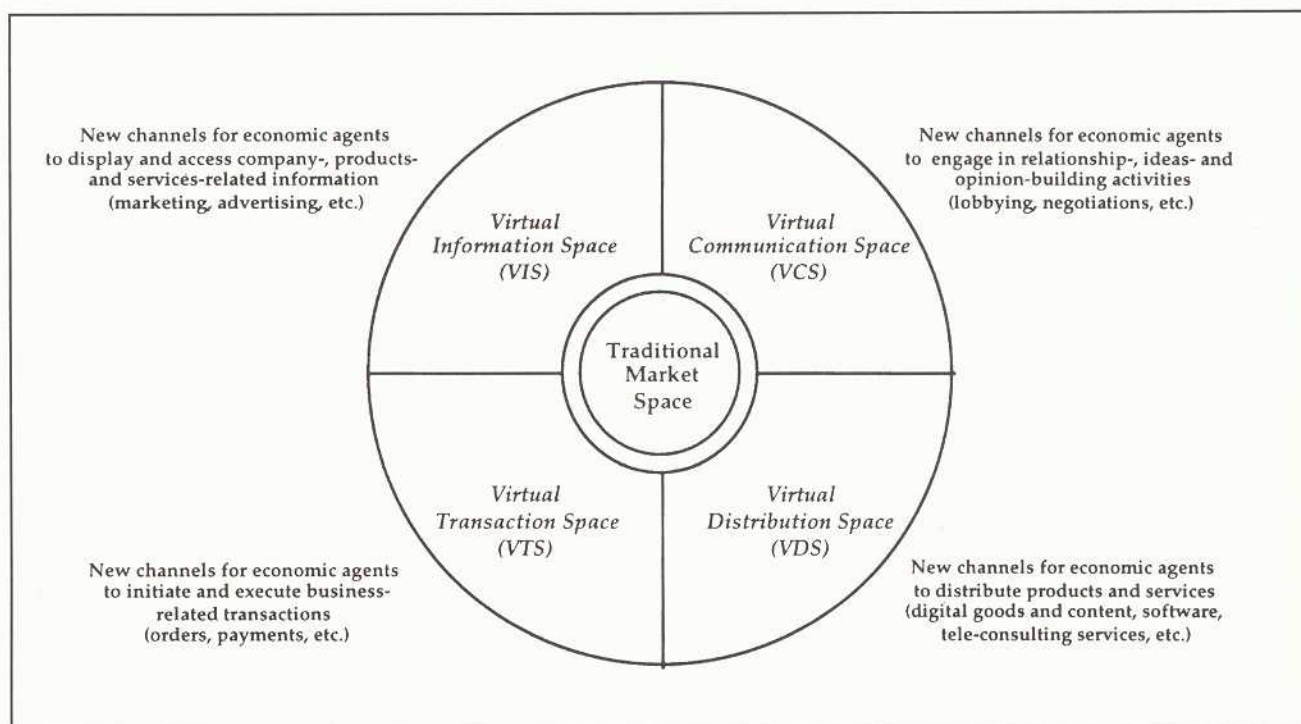 New channels for economic agents
to display and access company-, products-
and services-related information
(marketing, advertising, etc.)
New channels for economic agents
to engage in relationship-, ideas- and
opinion-building activities
(lobbying, negotiations, etc.)
Virtual
Information Space
(VIS)
Virtual
Communication Space
(VCS)
Traditional
Market
Space
Virtual
Transaction Space
(VTS)
Virtual
Distribution Space
(VDS)
New channels for economic agents
to initiate and execute business-
related transactions
(orders, payments, etc.)
New channels for economic agents
to distribute products and services
(digital goods and content, software,
tele-consulting services, etc.)